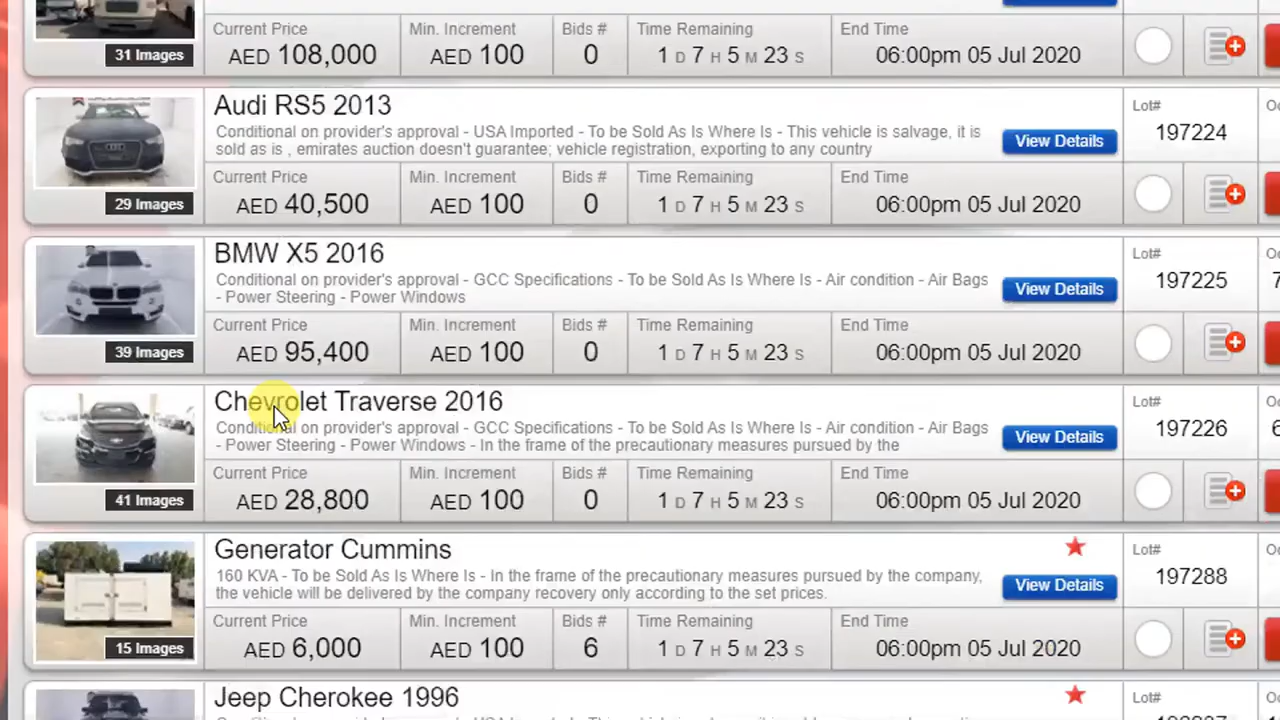 31 Images
Current Price Min. Increment Bids # Time Remaining End Time
AED 108,000 AED 100 0 1 D 7 H 5 M 23 S 06:00pm 05 Jul 2020
Audi RS5 2013
Lot#
Conditional on provider's approval - USA Imported - To be Sold As Is Where Is - This vehicle is salvage, it is
sold as is , emirates auction doesn't guarantee; vehicle registration, exporting to any country
View Details
197224
29 Images
Current Price Min. Increment Bids # Time Remaining End Time
AED 40,500 AED 100 0 1 D 7 H 5 M 23 S 06:00pm 05 Jul 2020
BMW X5 2016
Lot#
Conditional on provider's approval - GCC Specifications - To be Sold As Is Where Is - Air condition - Air Bags
- Power Steering - Power Windows
View Details
197225
39 Images
Current Price Min. Increment Bids # Time Remaining End Time
AED 95,400 AED 100 0 1 D 7 H 5 M 23 S 06:00pm 05 Jul 2020
Chevrolet Traverse 2016
Lot#
Conditional on provider's approval - GCC Specifications - To be Sold As Is Where Is - Air condition - Air Bags
- Power Steering - Power Windows - In the frame of the precautionary measures pursued by the
View Details
197226
41 Images
Current Price Min. Increment Bids # Time Remaining End Time
AED 28,800 AED 100 0 1 D 7 H 5 M 23 S 06:00pm 05 Jul 2020
Generator Cummins
Lot#
160 KVA - To be Sold As Is Where Is - In the frame of the precautionary measures pursued by the company,
the vehicle will be delivered by the company recovery only according to the set prices.
View Details
197288
15 Images
Current Price Min. Increment Bids # Time Remaining End Time
AED 6,000 AED 100 6 1 D 7 H 5 M 23 S 06:00pm 05 Jul 2020
Jeep Cherokee 1996
Lot#